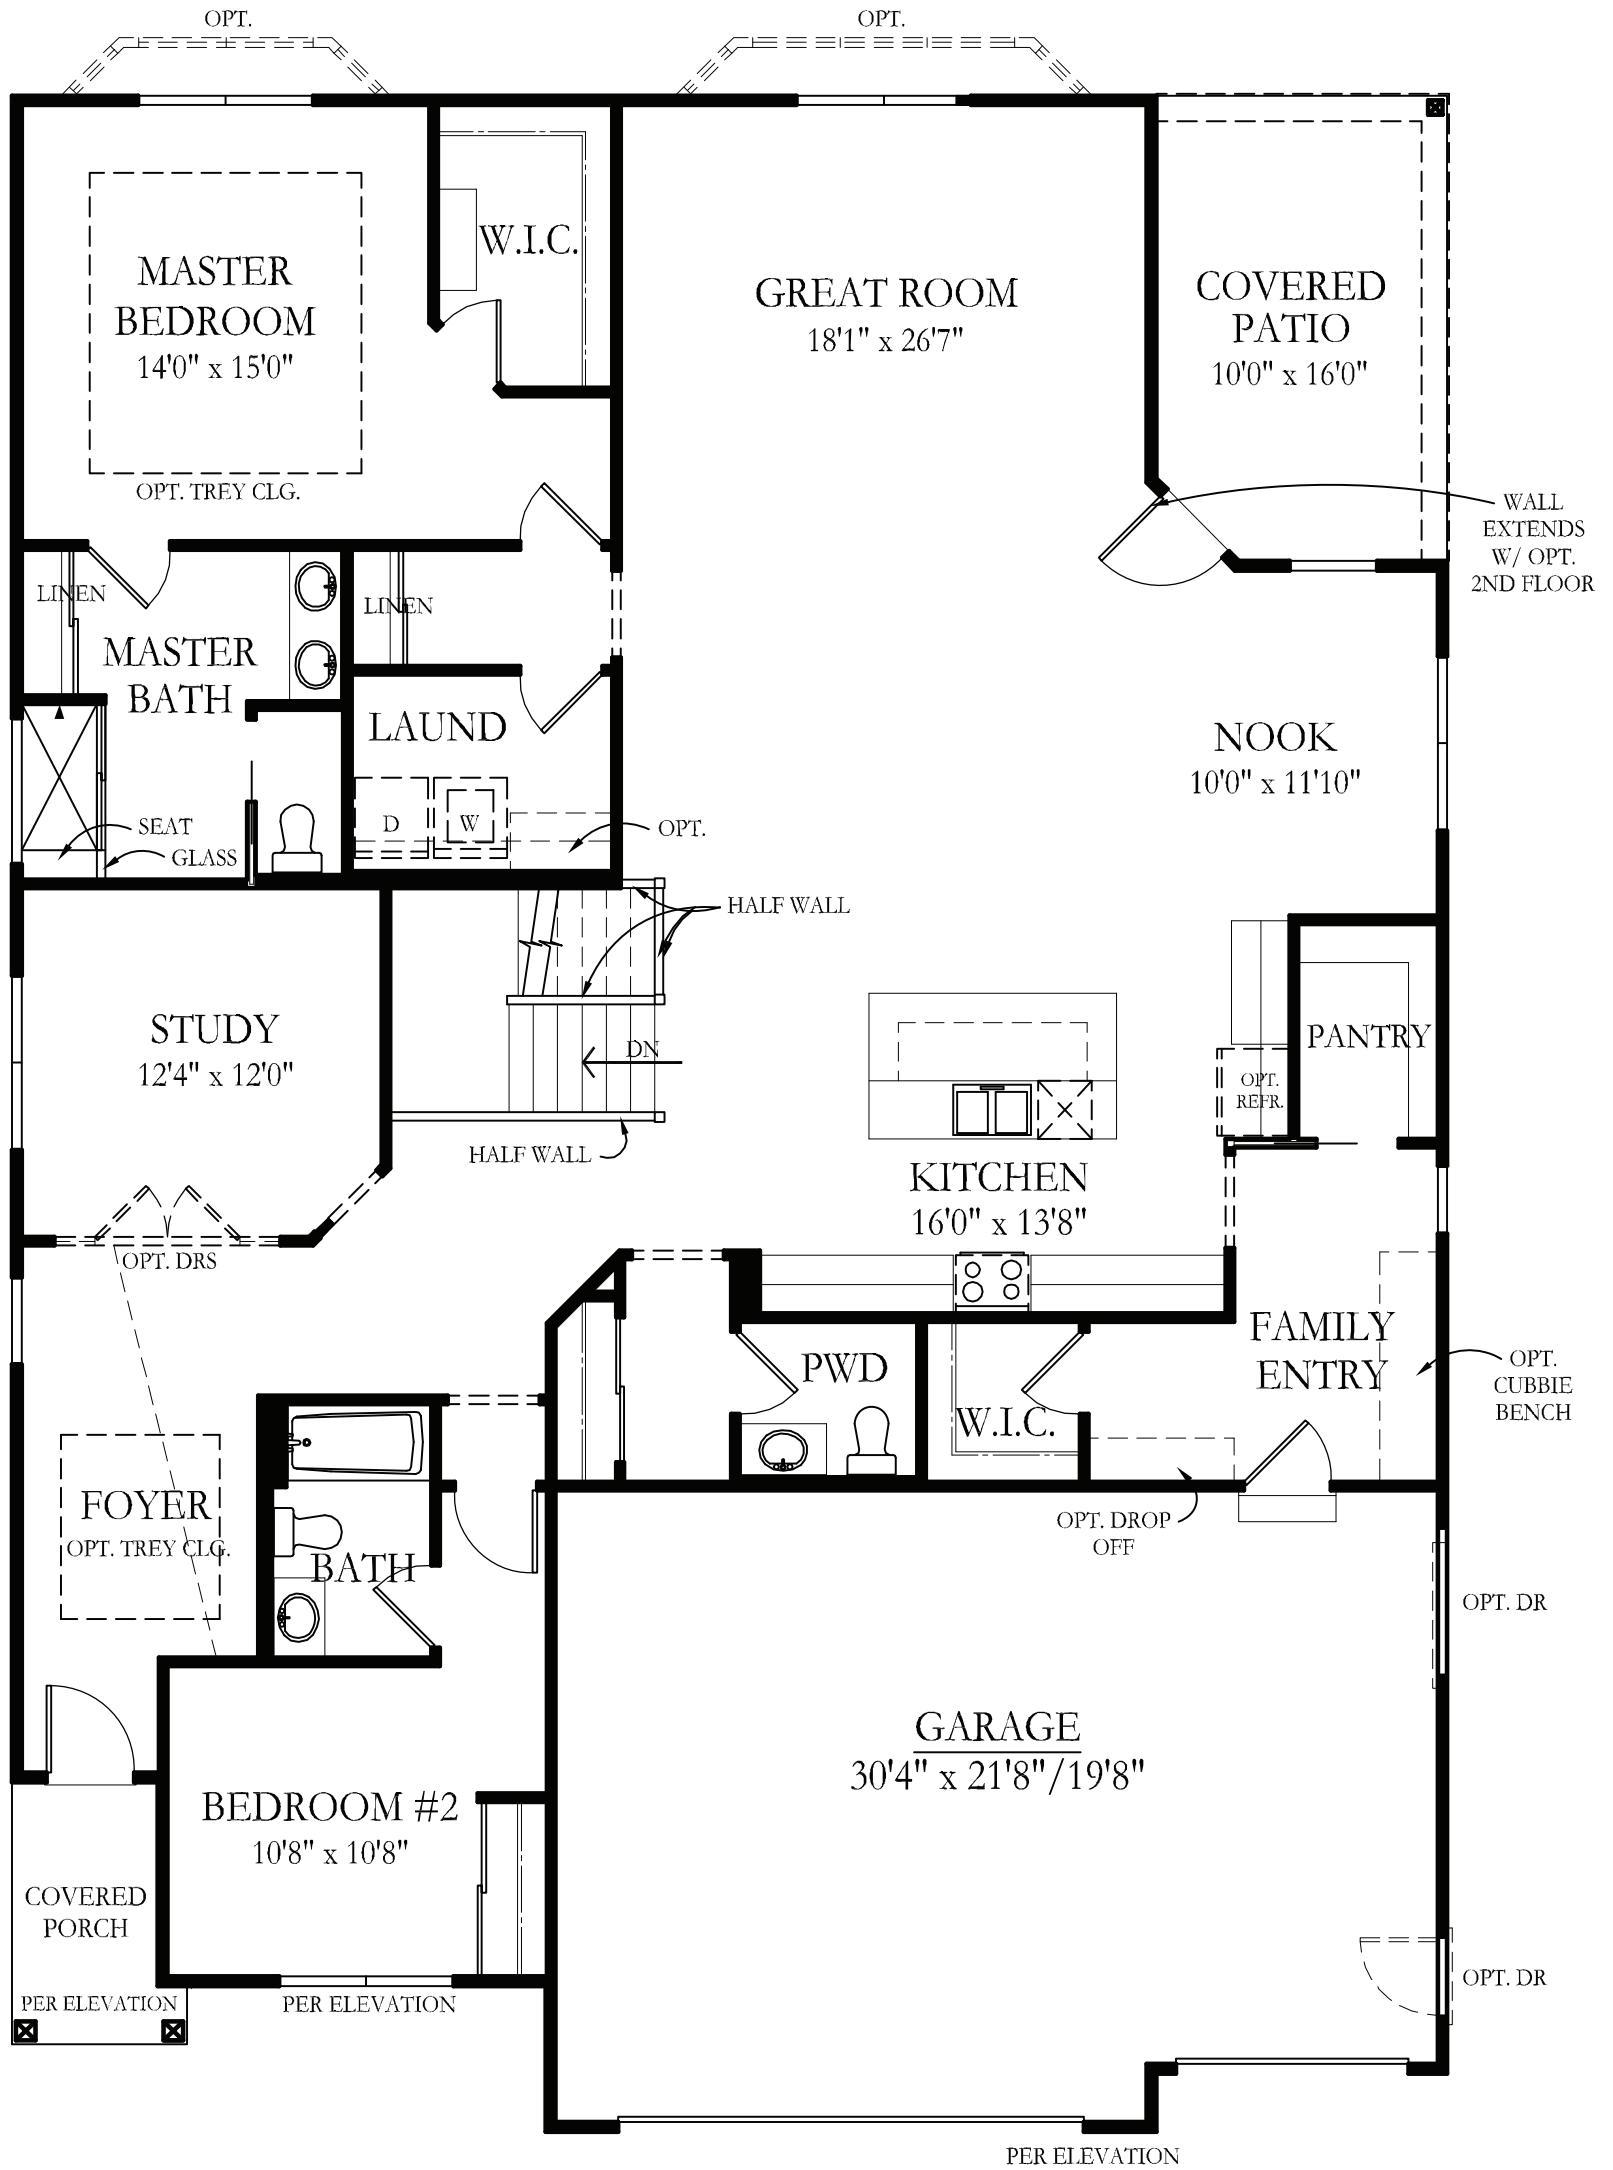 OPT.
OPT.
W.I.C.
MASTER
BEDROOM
14'0" x 15'0"
OPT. TREY CLG.
GREAT ROOM
18'1" x 26'7"
COVERED
PATIO
10'0" x 16'0"
WALL
EXTENDS
W/ OPT.
2ND FLOOR
LINEN
LINEN
MASTER
BATH
LAUND
NOOK
10'0" x 11'10"
SEAT
GLASS
D
W
OPT.
HALF WALL
STUDY
12'4" x 12'0"
DN
HALF WALL
PANTRY
OPT.
REFR.
KITCHEN
16'0" x 13'8"
OPT. DRS
PWD
W.I.C.
FAMILY
ENTRY
OPT.
CUBBIE
BENCH
FOYER
OPT. TREY CLG.
BATH
OPT. DROP
OFF
OPT. DR
GARAGE
30'4" x 21'8"/19'8"
BEDROOM #2
10'8" x 10'8"
COVERED
PORCH
PER ELEVATION
PER ELEVATION
OPT. DR
PER ELEVATION